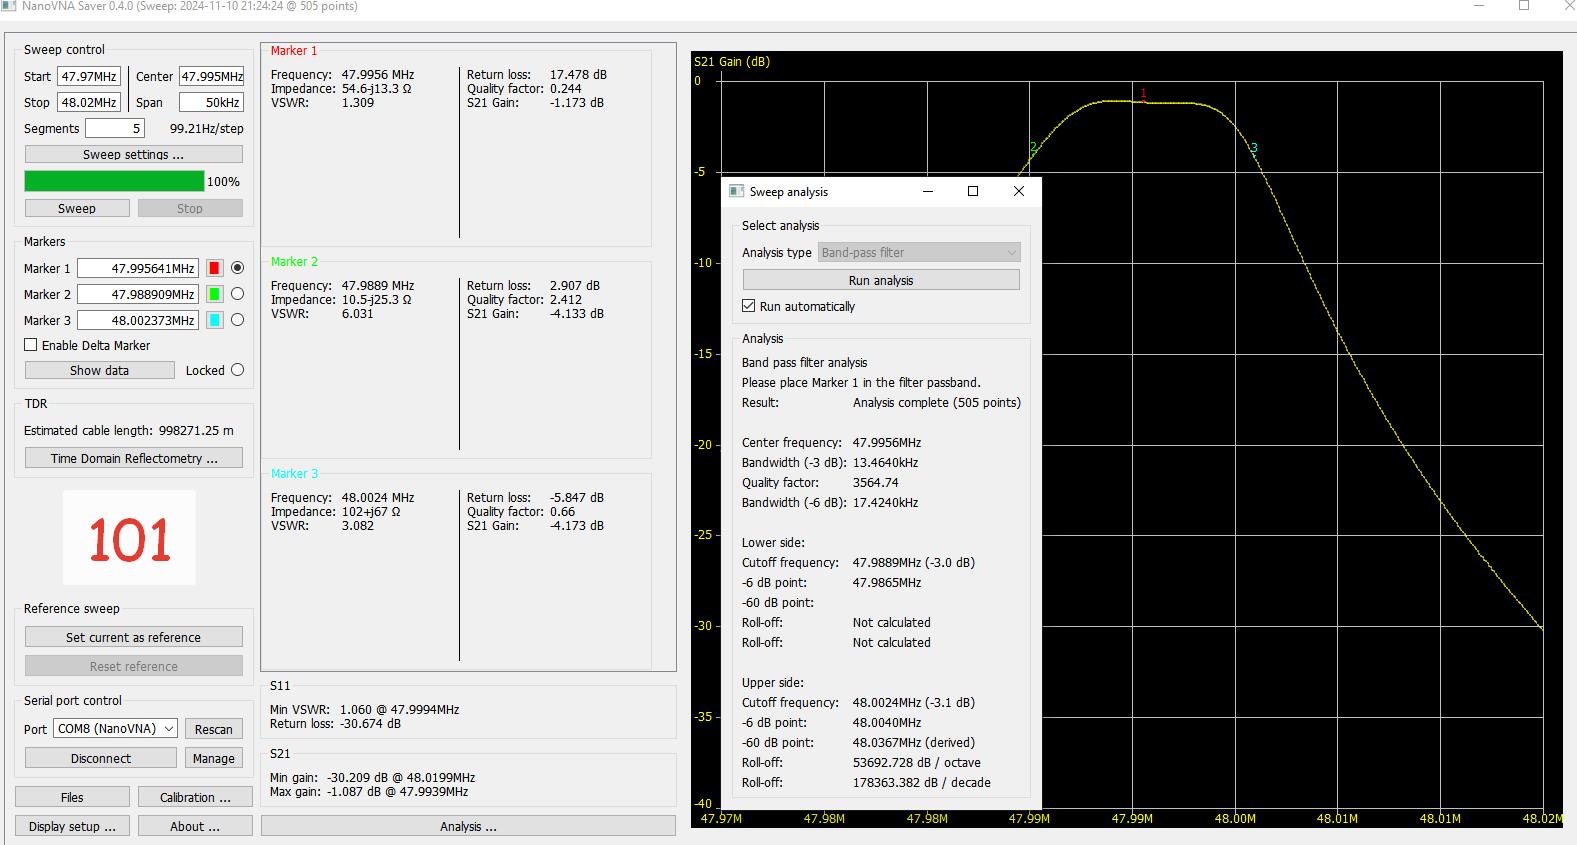 NanoVNA Saver 0.4.0 (Sweep: 2024-11-10 21:24:24 @ 505 points)
Sweep control
Start 47.97MHz Center 47.995MHz
Stop 48.02MHz Span 50kHz
Segments 5 99.21Hz/step
Sweep settings ...
100%
Sweep Stop
Markers
Marker 1 47.995641MHz
Marker 2 47.988909MHz
Marker 3 48.002373MHz
Enable Delta Marker
Show data Locked
TDR
Estimated cable length: 998271.25 m
Time Domain Reflectometry ...
101
Reference sweep
Set current as reference
Reset reference
Serial port control
Port COM8 (NanoVNA) Rescan
Disconnect Manage
Files Calibration ...
Display setup ... About ...
Marker 1
Frequency: 47.9956 MHz Return loss: 17.478 dB
Impedance: 54.6-j13.3 Ω Quality factor: 0.244
VSWR: 1.309 S21 Gain: -1.173 dB
Marker 2
Frequency: 47.9889 MHz Return loss: 2.907 dB
Impedance: 10.5-j25.3 Ω Quality factor: 2.412
VSWR: 6.031 S21 Gain: -4.133 dB
Marker 3
Frequency: 48.0024 MHz Return loss: -5.847 dB
Impedance: 102+j67 Ω Quality factor: 0.66
VSWR: 3.082 S21 Gain: -4.173 dB
S11
Min VSWR: 1.060 @ 47.9994MHz
Return loss: -30.674 dB
S21
Min gain: -30.209 dB @ 48.0199MHz
Max gain: -1.087 dB @ 47.9939MHz
Analysis ...
S21 Gain (dB)
0
1
2 3
-5
-10
-15
-20
-25
-30
-35
-40
47.97M 47.98M 47.98M 47.99M 47.99M 48.00M 48.01M 48.01M 48.02M
Sweep analysis
Select analysis
Analysis type Band-pass filter
Run analysis
Run automatically
Analysis
Band pass filter analysis
Please place Marker 1 in the filter passband.
Result: Analysis complete (505 points)
Center frequency: 47.9956MHz
Bandwidth (-3 dB): 13.4640kHz
Quality factor: 3564.74
Bandwidth (-6 dB): 17.4240kHz
Lower side:
Cutoff frequency: 47.9889MHz (-3.0 dB)
-6 dB point: 47.9865MHz
-60 dB point:
Roll-off: Not calculated
Roll-off: Not calculated
Upper side:
Cutoff frequency: 48.0024MHz (-3.1 dB)
-6 dB point: 48.0040MHz
-60 dB point: 48.0367MHz (derived)
Roll-off: 53692.728 dB / octave
Roll-off: 178363.382 dB / decade